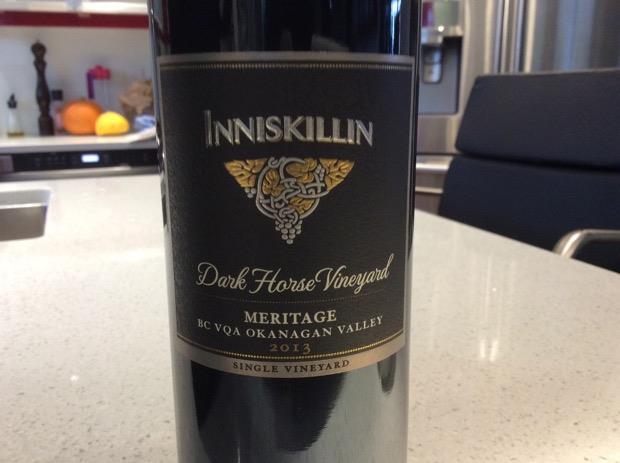 INNISKILLIN
Dark Horse Vineyard
MERITAGE
BC VQA OKANAGAN VALLEY
2013
SINGLE VINEYARD